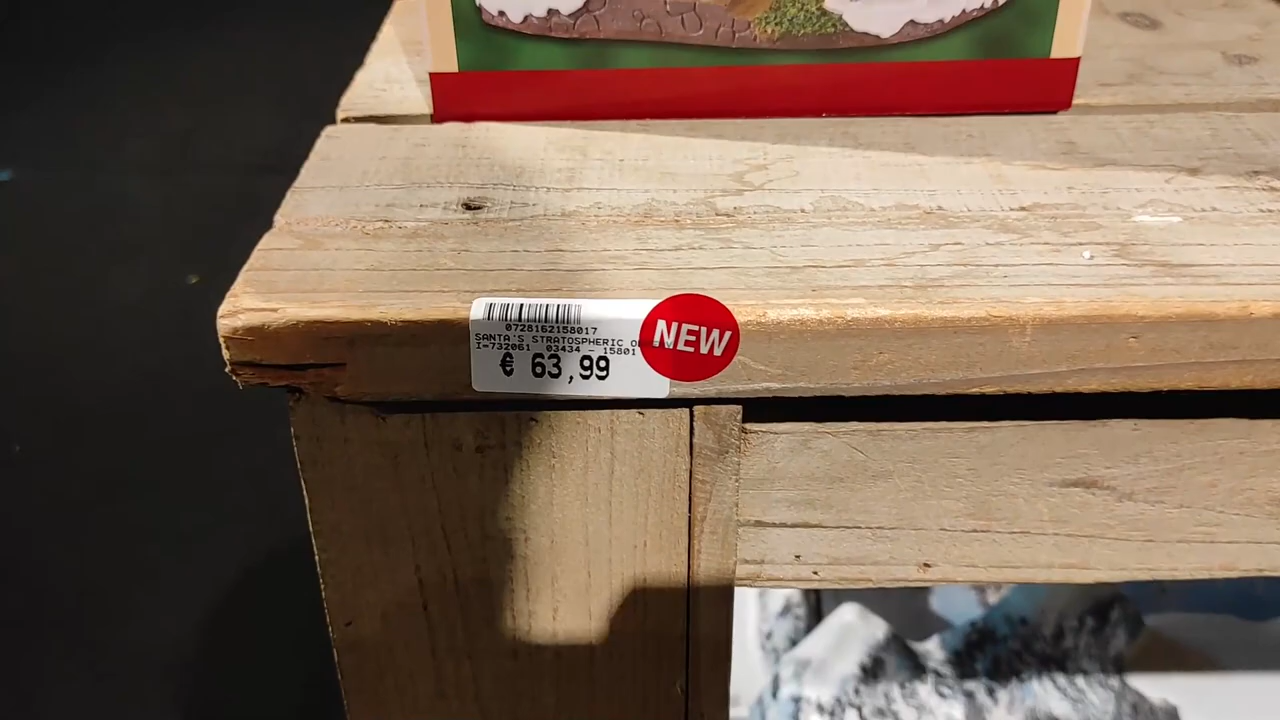 0728162158017
SANTA'S STRATOSPHERIC
I-732061 03434 - 15801
€ 63,99
NEW